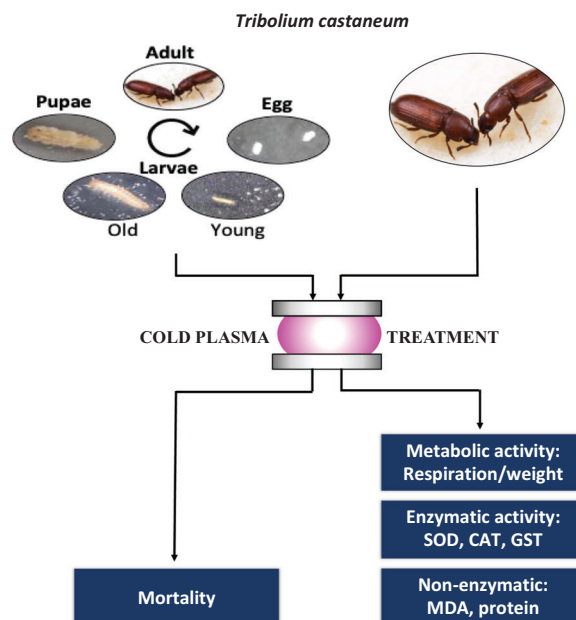 Tribolium castaneum
Adult
Pupae
Egg
Larvae
Old
Young
COLD PLASMA
TREATMENT
Metabolic activity:
Respiration/weight
Enzymatic activity:
SOD, CAT, GST
Mortality
Non-enzymatic:
MDA, protein